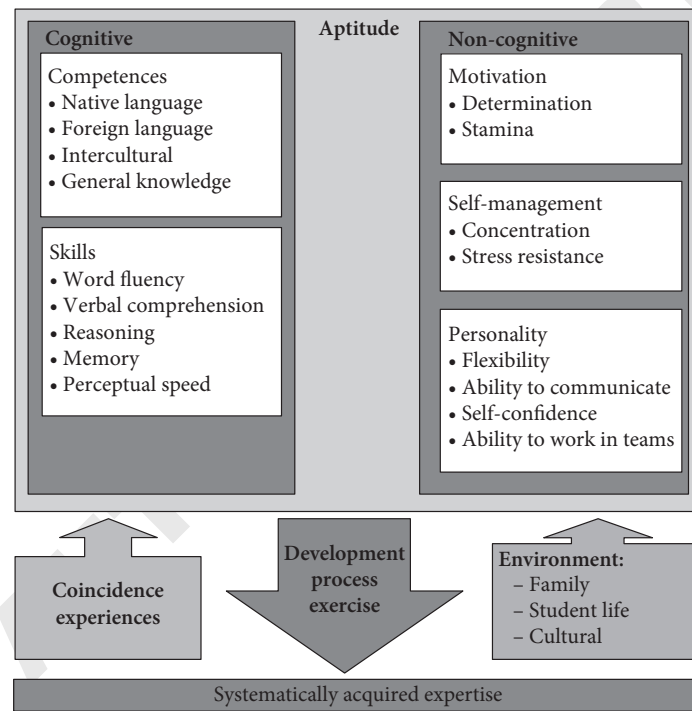 Aptitude
Cognitive
Competences
• Native language
• Foreign language
• Intercultural
• General knowledge
Skills
• Word fluency
• Verbal comprehension
• Reasoning
• Memory
• Perceptual speed
Non-cognitive
Motivation
• Determination
• Stamina
Self-management
• Concentration
• Stress resistance
Personality
• Flexibility
• Ability to communicate
• Self-confidence
• Ability to work in teams
Coincidence
experiences
Development
process
exercise
Environment:
– Family
– Student life
– Cultural
Systematically acquired expertise